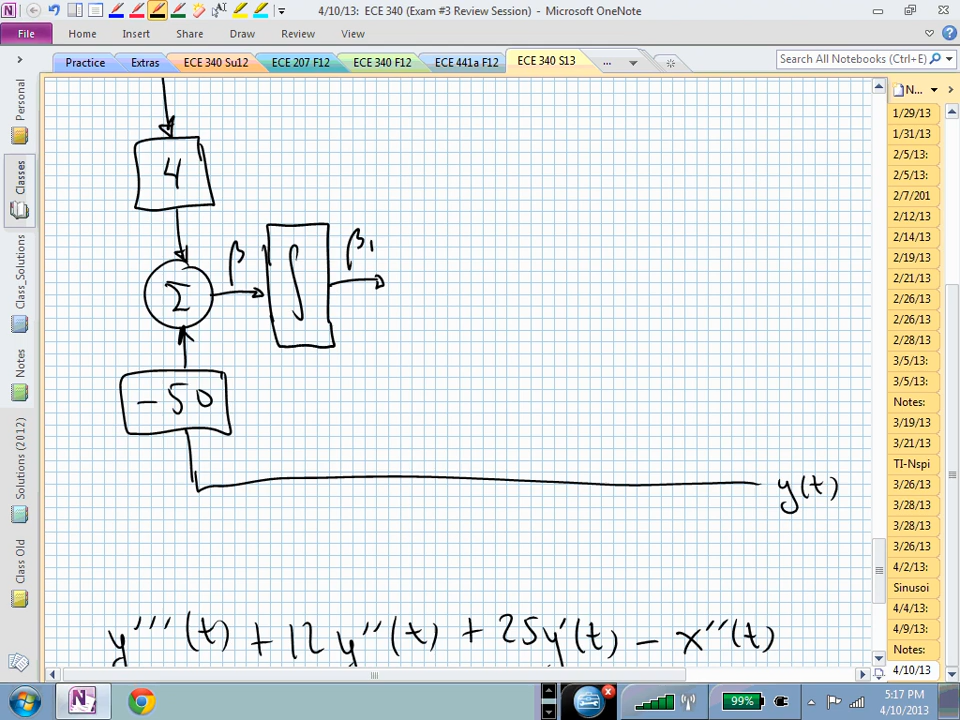 4/10/13: ECE 340 (Exam #3 Review Session) - Microsoft OneNote
File Home Insert Share Draw Review View
Practice Extras ECE 340 Su12 ECE 207 F12 ECE 340 F12 ECE 441a F12 ECE 340 S13 ... Search All Notebooks (Ctrl+E)
N...
Personal
Classes
Class_Solutions
Notes
Solutions (2012)
Class Old
4
β ∫ β₁
Σ
-50
y(t)
y'''(t) + 12y''(t) + 25y'(t) - x''(t)
1/29/13
1/31/13
2/5/13:
2/5/13:
2/7/201
2/12/13
2/14/13
2/19/13
2/21/13
2/26/13
2/26/13
2/28/13
3/5/13:
3/5/13:
Notes:
3/19/13
3/21/13
TI-Nspi
3/26/13
3/28/13
3/28/13
3/26/13
4/2/13:
Sinusoi
4/4/13:
4/9/13:
Notes:
4/10/13
99%
5:17 PM
4/10/2013